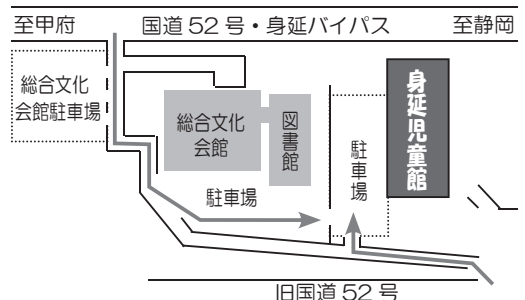 至甲府 国道52号・身延バイパス 至静岡
総合文化
会館駐車場
総合文化
会館
図書館
駐車場
身延児童館
駐車場
旧国道52号